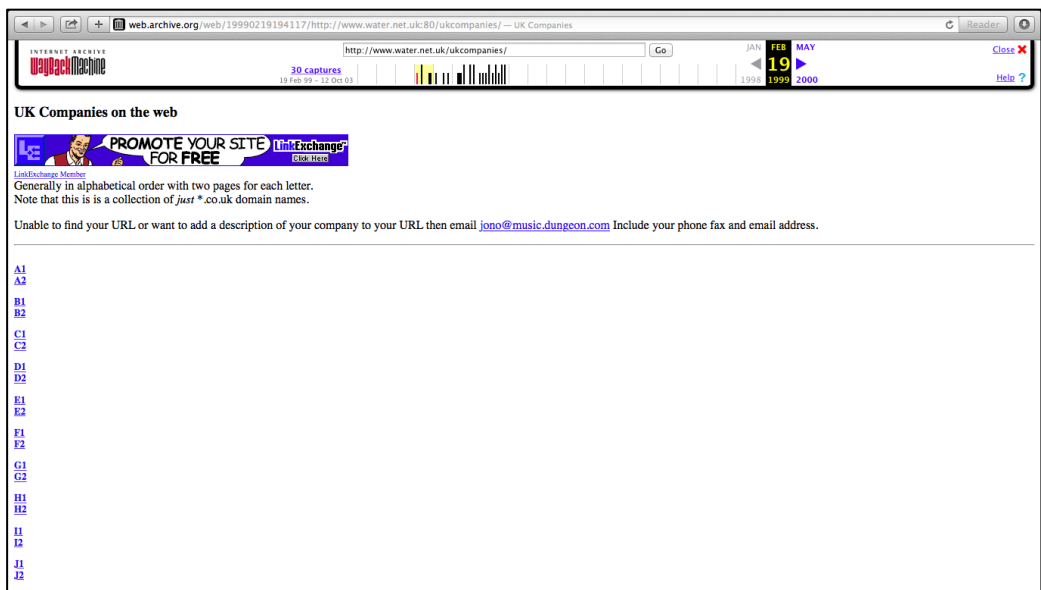 web.archive.org/web/19990219194117/http://www.water.net.uk:80/ukcompanies/ — UK Companies
Reader
INTERNET ARCHIVE
WayBackMachine
http://www.water.net.uk/ukcompanies/
Go
JAN FEB MAY
Close
30 captures
19
19 Feb 99 - 12 Oct 03
1998 1999 2000
Help ?
UK Companies on the web
LE
PROMOTE YOUR SITE
FOR FREE
LinkExchange
Click Here
LinkExchange Member
Generally in alphabetical order with two pages for each letter.
Note that this is is a collection of just *.co.uk domain names.
Unable to find your URL or want to add a description of your company to your URL then email jono@music.dungeon.com Include your phone fax and email address.
A1
A2
B1
B2
C1
C2
D1
D2
E1
E2
F1
F2
G1
G2
H1
H2
I1
I2
J1
J2